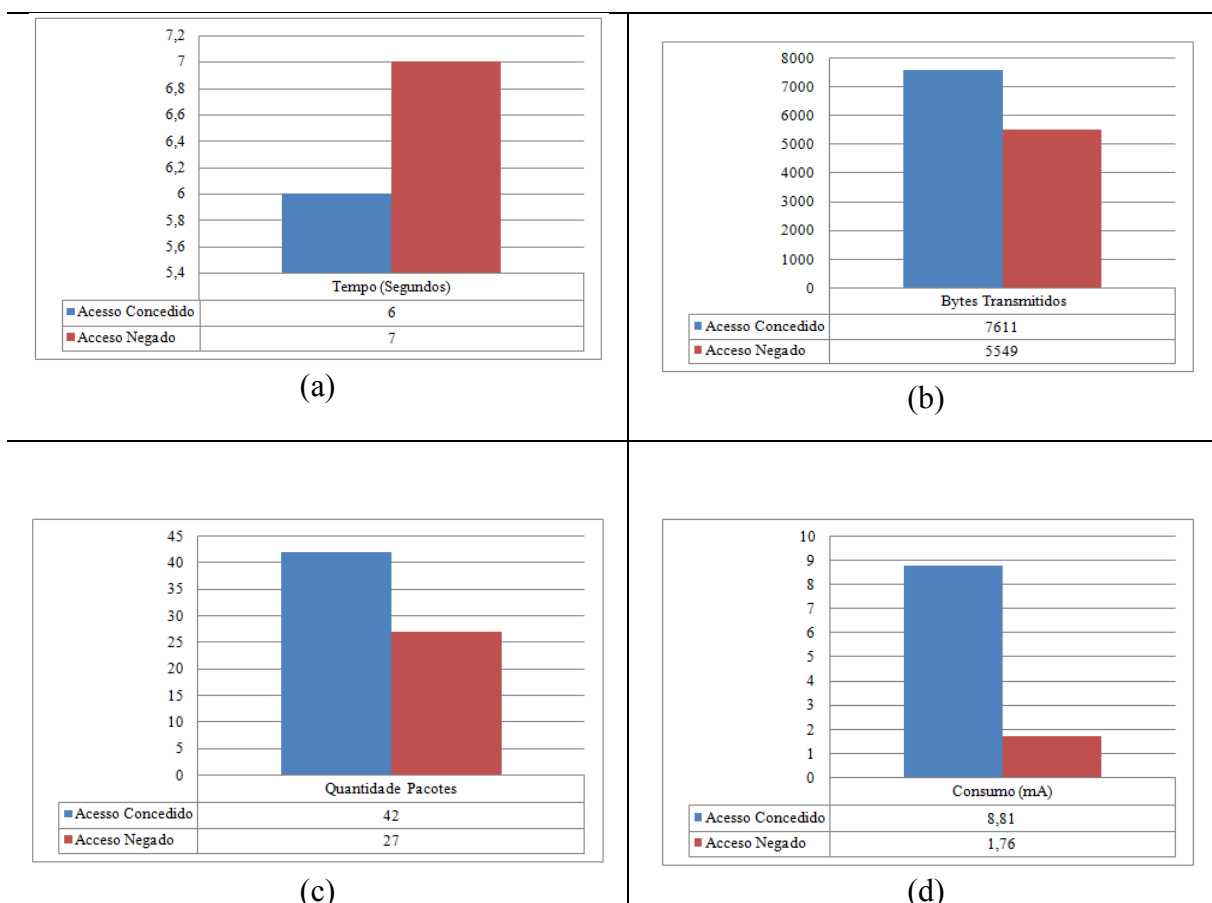 7,2
7
6,8
6,6
6,4
6,2
6
5,8
5,6
5,4
Tempo (Segundos)
Acesso Concedido 6
Acceso Negado 7
(a)
8000
7000
6000
5000
4000
3000
2000
1000
0
Bytes Transmitidos
Acesso Concedido 7611
Acceso Negado 5549
(b)
45
40
35
30
25
20
15
10
5
0
Quantidade Pacotes
Acesso Concedido 42
Acceso Negado 27
(c)
10
9
8
7
6
5
4
3
2
1
0
Consumo (mA)
Acesso Concedido 8,81
Acceso Negado 1,76
(d)